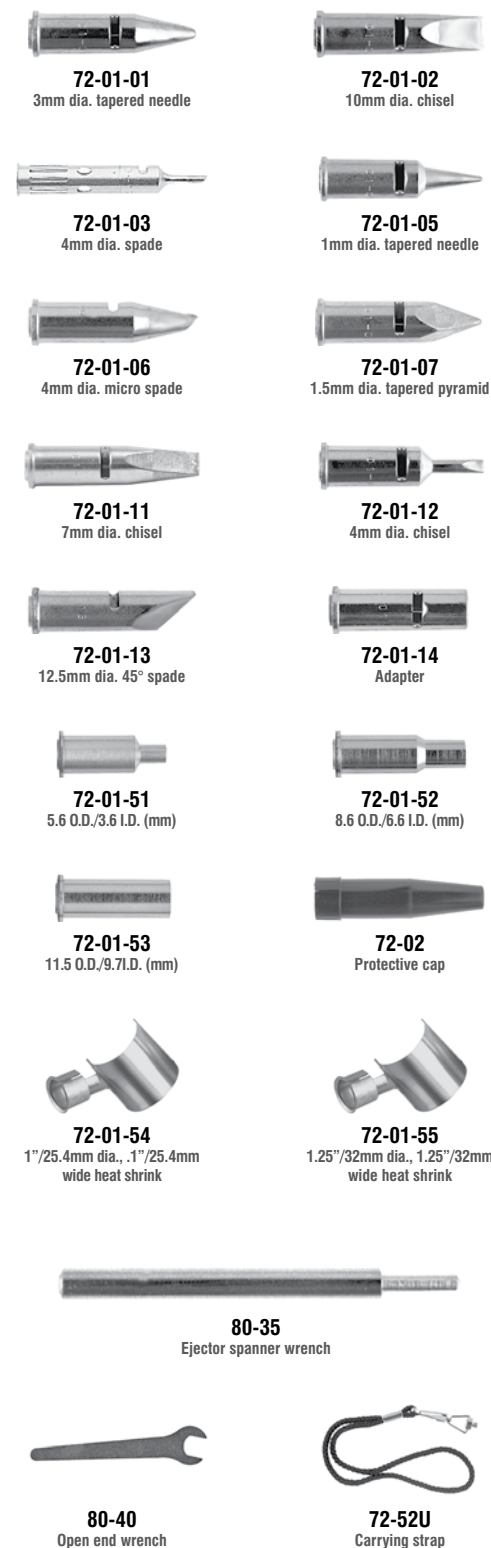 72-01-01
3mm dia. tapered needle
72-01-02
10mm dia. chisel
72-01-03
4mm dia. spade
72-01-05
1mm dia. tapered needle
72-01-06
4mm dia. micro spade
72-01-07
1.5mm dia. tapered pyramid
72-01-11
7mm dia. chisel
72-01-12
4mm dia. chisel
72-01-13
12.5mm dia. 45° spade
72-01-14
Adapter
72-01-51
5.6 O.D./3.6 I.D. (mm)
72-01-52
8.6 O.D./6.6 I.D. (mm)
72-01-53
11.5 O.D./9.7I.D. (mm)
72-02
Protective cap
72-01-54
1”/25.4mm dia., .1”/25.4mm
wide heat shrink
72-01-55
1.25”/32mm dia., 1.25”/32mm
wide heat shrink
80-35
Ejector spanner wrench
80-40
Open end wrench
72-52U
Carrying strap